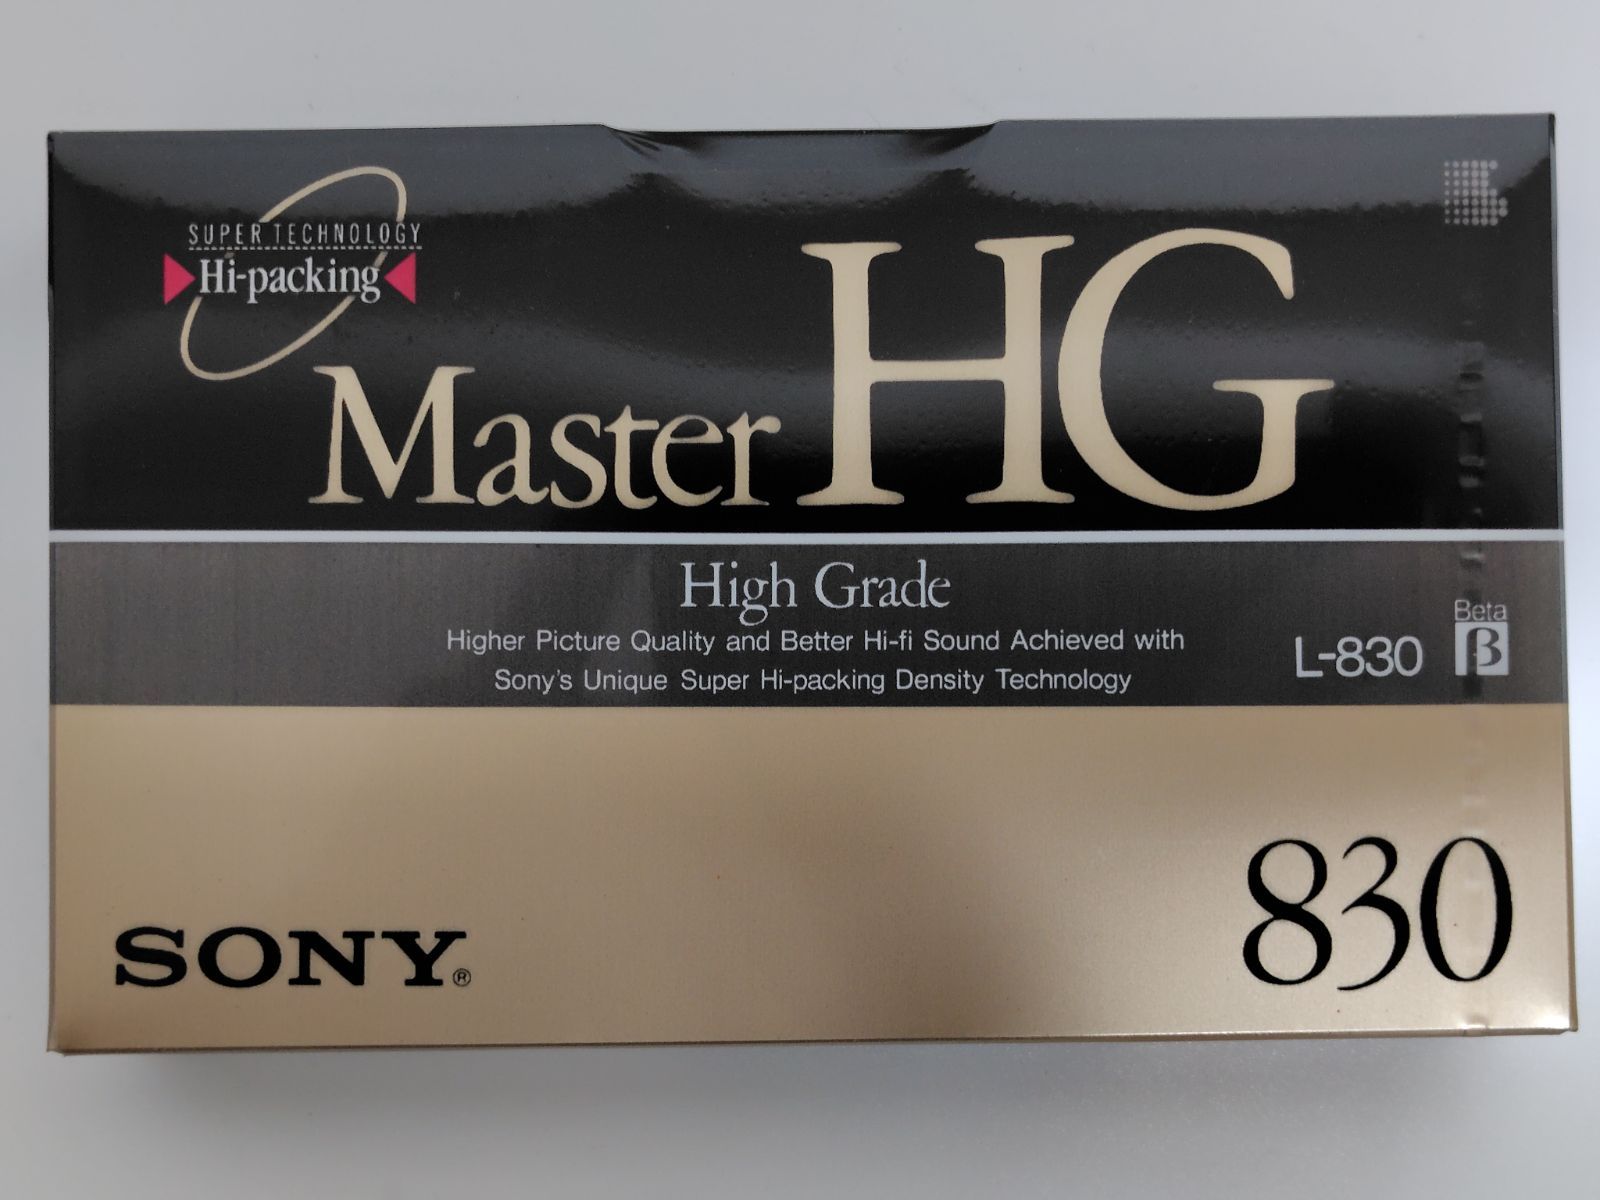 SUPER TECHNOLOGY
Hi-packing
Master HG
High Grade
Higher Picture Quality and Better Hi-fi Sound Achieved with
Sony's Unique Super Hi-packing Density Technology
L-830
Beta
β
SONY®
830